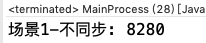 <terminated> MainProcess (28) [Java
场景1-不同步: 8280